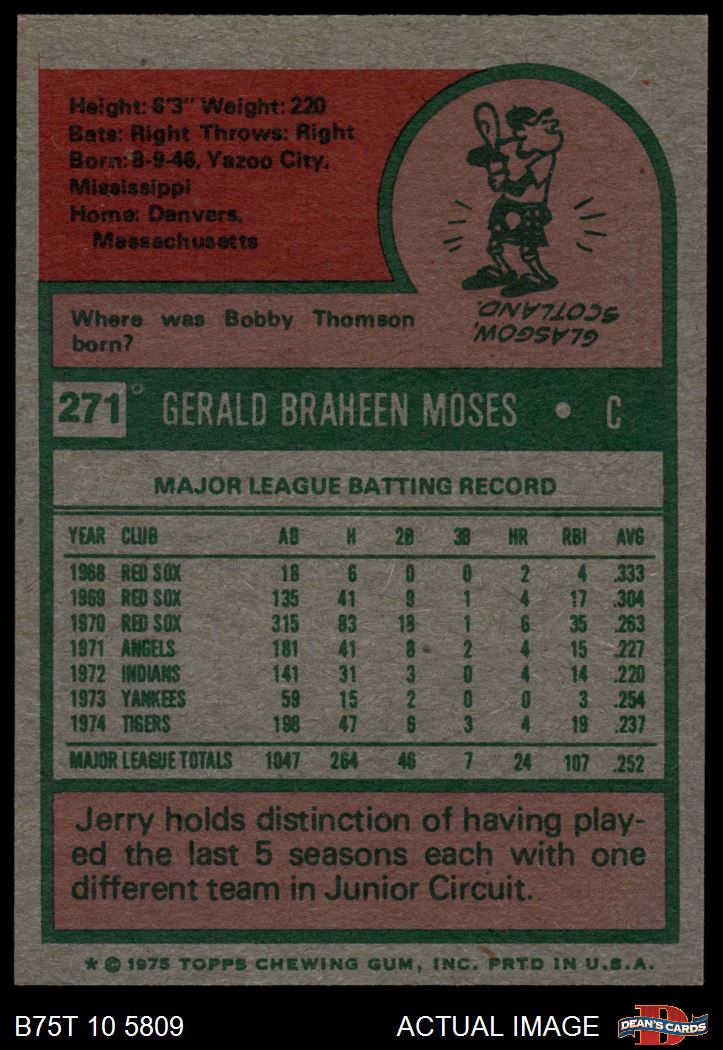 Height: 6'3" Weight: 220
Bats: Right Throws: Right
Born: 8-9-46, Yazoo City,
Mississippi
Home: Danvers,
Massachusetts
GLASGOW,
SCOTLAND.
Where was Bobby Thomson
born?
271 GERALD BRAHEEN MOSES • C
MAJOR LEAGUE BATTING RECORD
YEAR CLUB AB H 2B 3B HR RBI AVG
1968 RED SOX 18 6 0 0 2 4 .333
1969 RED SOX 135 41 9 1 4 17 .304
1970 RED SOX 315 83 18 1 6 35 .263
1971 ANGELS 181 41 8 2 4 15 .227
1972 INDIANS 141 31 3 0 4 14 .220
1973 YANKEES 59 15 2 0 0 3 .254
1974 TIGERS 198 47 6 3 4 19 .237
MAJOR LEAGUE TOTALS 1047 264 46 7 24 107 .252
Jerry holds distinction of having play-
ed the last 5 seasons each with one
different team in Junior Circuit.
* © 1975 TOPPS CHEWING GUM, INC. PRTD IN U.S.A.
B75T 10 5809 ACTUAL IMAGE D DEAN'S CARDS